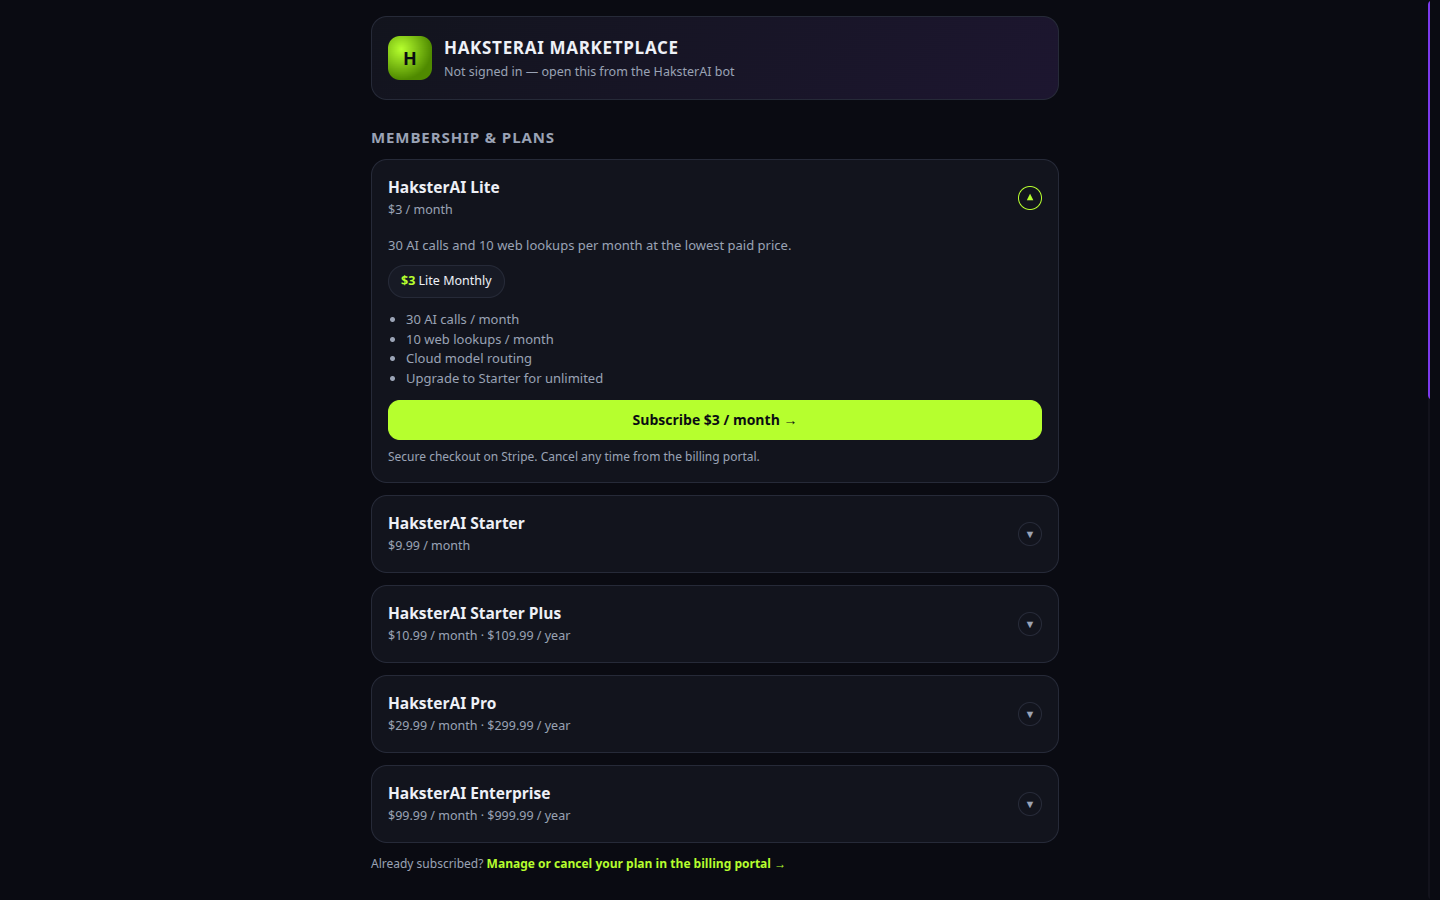 H
HAKSTERAI MARKETPLACE
Not signed in — open this from the HaksterAI bot
MEMBERSHIP & PLANS
HaksterAI Lite
$3 / month
▲
30 AI calls and 10 web lookups per month at the lowest paid price.
$3 Lite Monthly
• 30 AI calls / month
• 10 web lookups / month
• Cloud model routing
• Upgrade to Starter for unlimited
Subscribe $3 / month →
Secure checkout on Stripe. Cancel any time from the billing portal.
HaksterAI Starter
$9.99 / month
▼
HaksterAI Starter Plus
$10.99 / month · $109.99 / year
▼
HaksterAI Pro
$29.99 / month · $299.99 / year
▼
HaksterAI Enterprise
$99.99 / month · $999.99 / year
▼
Already subscribed? Manage or cancel your plan in the billing portal →